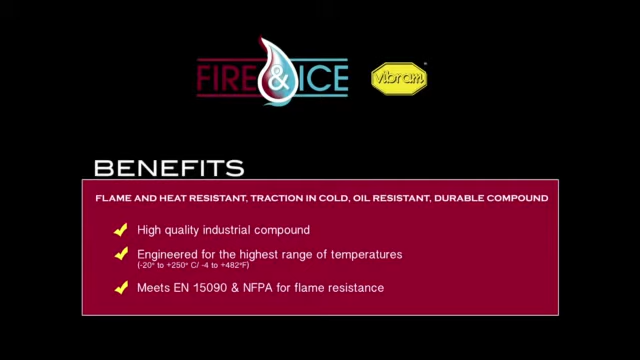 FIRE & ICE
vibram
BENEFITS
FLAME AND HEAT RESISTANT, TRACTION IN COLD, OIL RESISTANT, DURABLE COMPOUND
High quality industrial compound
Engineered for the highest range of temperatures
(-20° to +250° C/ -4 to +482°F)
Meets EN 15090 & NFPA for flame resistance